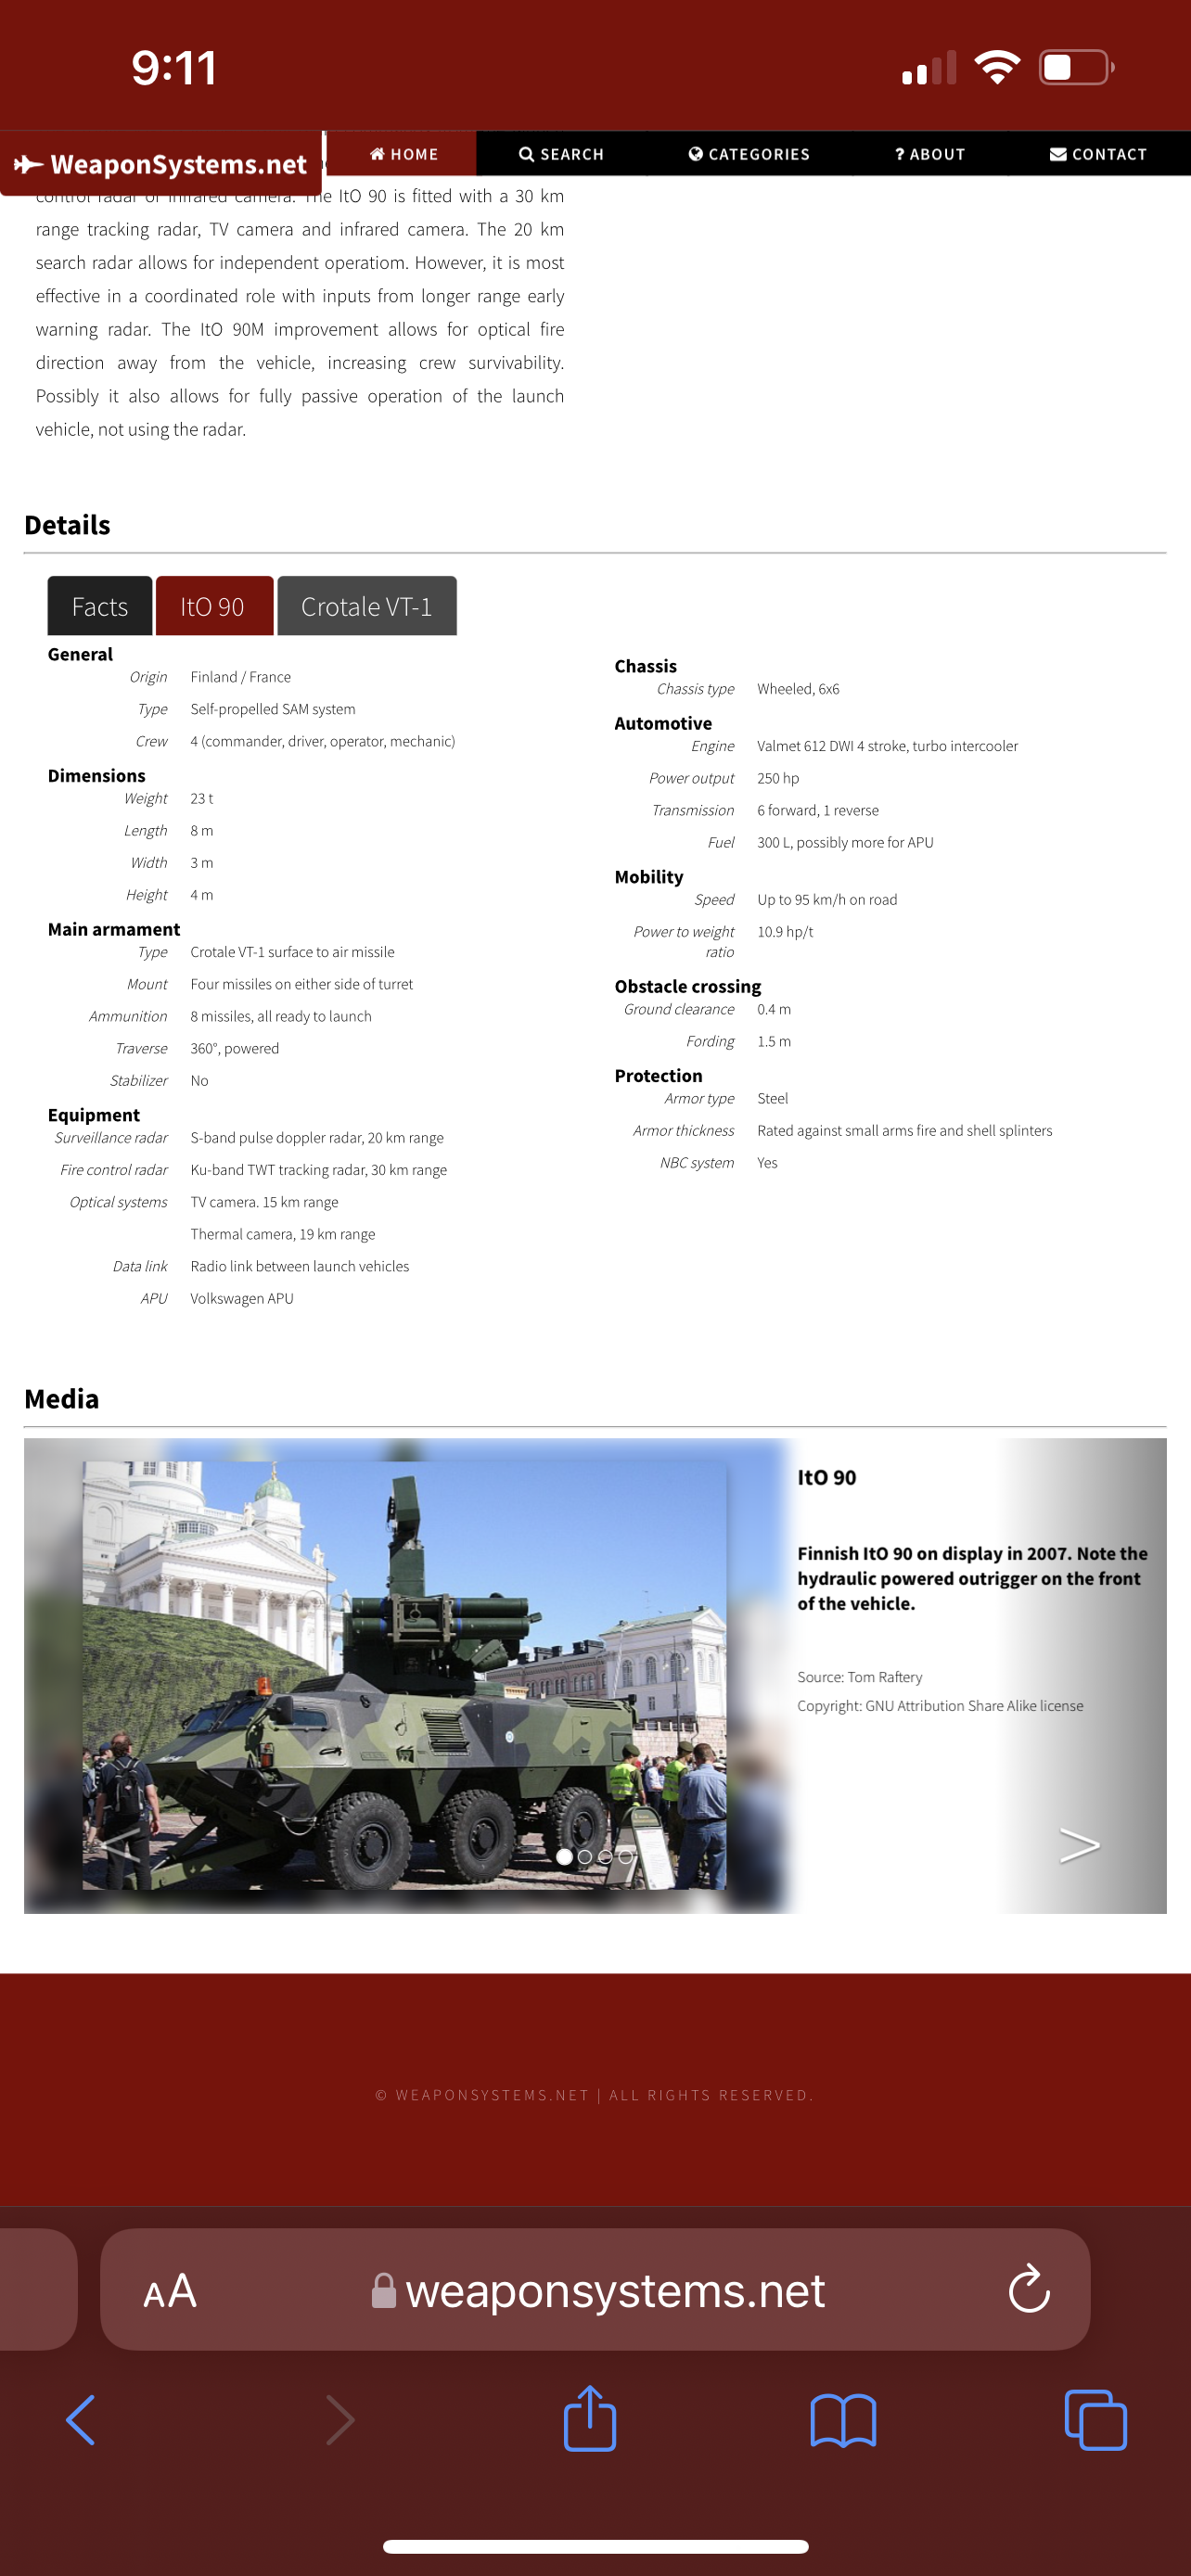 9:11
WeaponSystems.net
HOME
SEARCH
CATEGORIES
? ABOUT
CONTACT
control radar or infrared camera. The ItO 90 is fitted with a 30 km
range tracking radar, TV camera and infrared camera. The 20 km
search radar allows for independent operatiom. However, it is most
effective in a coordinated role with inputs from longer range early
warning radar. The ItO 90M improvement allows for optical fire
direction away from the vehicle, increasing crew survivability.
Possibly it also allows for fully passive operation of the launch
vehicle, not using the radar.
Details
Facts
ItO 90
Crotale VT-1
General
Origin Finland / France
Type Self-propelled SAM system
Crew 4 (commander, driver, operator, mechanic)
Dimensions
Weight 23 t
Length 8 m
Width 3 m
Height 4 m
Main armament
Type Crotale VT-1 surface to air missile
Mount Four missiles on either side of turret
Ammunition 8 missiles, all ready to launch
Traverse 360°, powered
Stabilizer No
Equipment
Surveillance radar S-band pulse doppler radar, 20 km range
Fire control radar Ku-band TWT tracking radar, 30 km range
Optical systems TV camera. 15 km range
Thermal camera, 19 km range
Data link Radio link between launch vehicles
APU Volkswagen APU
Chassis
Chassis type Wheeled, 6x6
Automotive
Engine Valmet 612 DWI 4 stroke, turbo intercooler
Power output 250 hp
Transmission 6 forward, 1 reverse
Fuel 300 L, possibly more for APU
Mobility
Speed Up to 95 km/h on road
Power to weight 10.9 hp/t
ratio
Obstacle crossing
Ground clearance 0.4 m
Fording 1.5 m
Protection
Armor type Steel
Armor thickness Rated against small arms fire and shell splinters
NBC system Yes
Media
ItO 90
Finnish ItO 90 on display in 2007. Note the
hydraulic powered outrigger on the front
of the vehicle.
Source: Tom Raftery
Copyright: GNU Attribution Share Alike license
< >
© WEAPONSYSTEMS.NET | ALL RIGHTS RESERVED.
AA weaponsystems.net